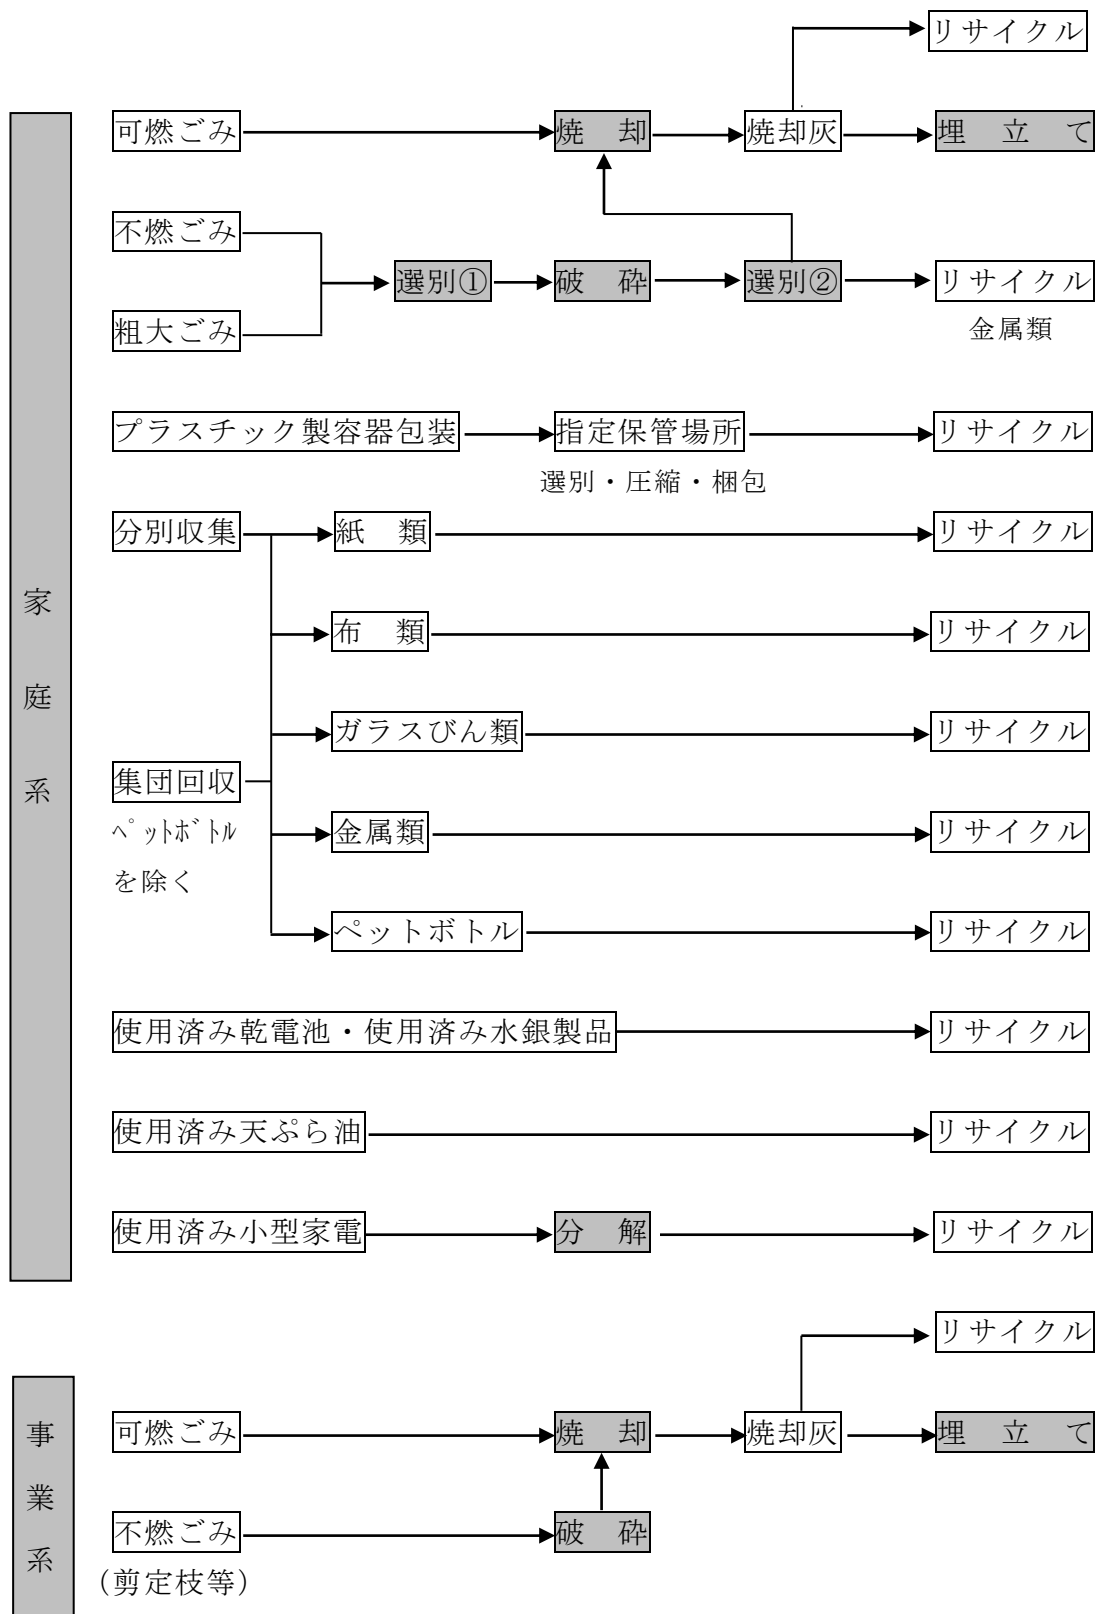 リサイクル
可燃ごみ
焼　却
焼却灰
埋　立　て
不燃ごみ
選別①
破　砕
選別②
リサイクル
金属類
粗大ごみ
プラスチック製容器包装
指定保管場所
リサイクル
選別・圧縮・梱包
分別収集
紙　類
リサイクル
家庭系
布　類
リサイクル
ガラスびん類
リサイクル
集団回収
ﾍﾟｯﾄﾎﾞﾄﾙ
を除く
金属類
リサイクル
ペットボトル
リサイクル
使用済み乾電池・使用済み水銀製品
リサイクル
使用済み天ぷら油
リサイクル
使用済み小型家電
分　解
リサイクル
リサイクル
事業系
可燃ごみ
焼　却
焼却灰
埋　立　て
不燃ごみ
破　砕
（剪定枝等）